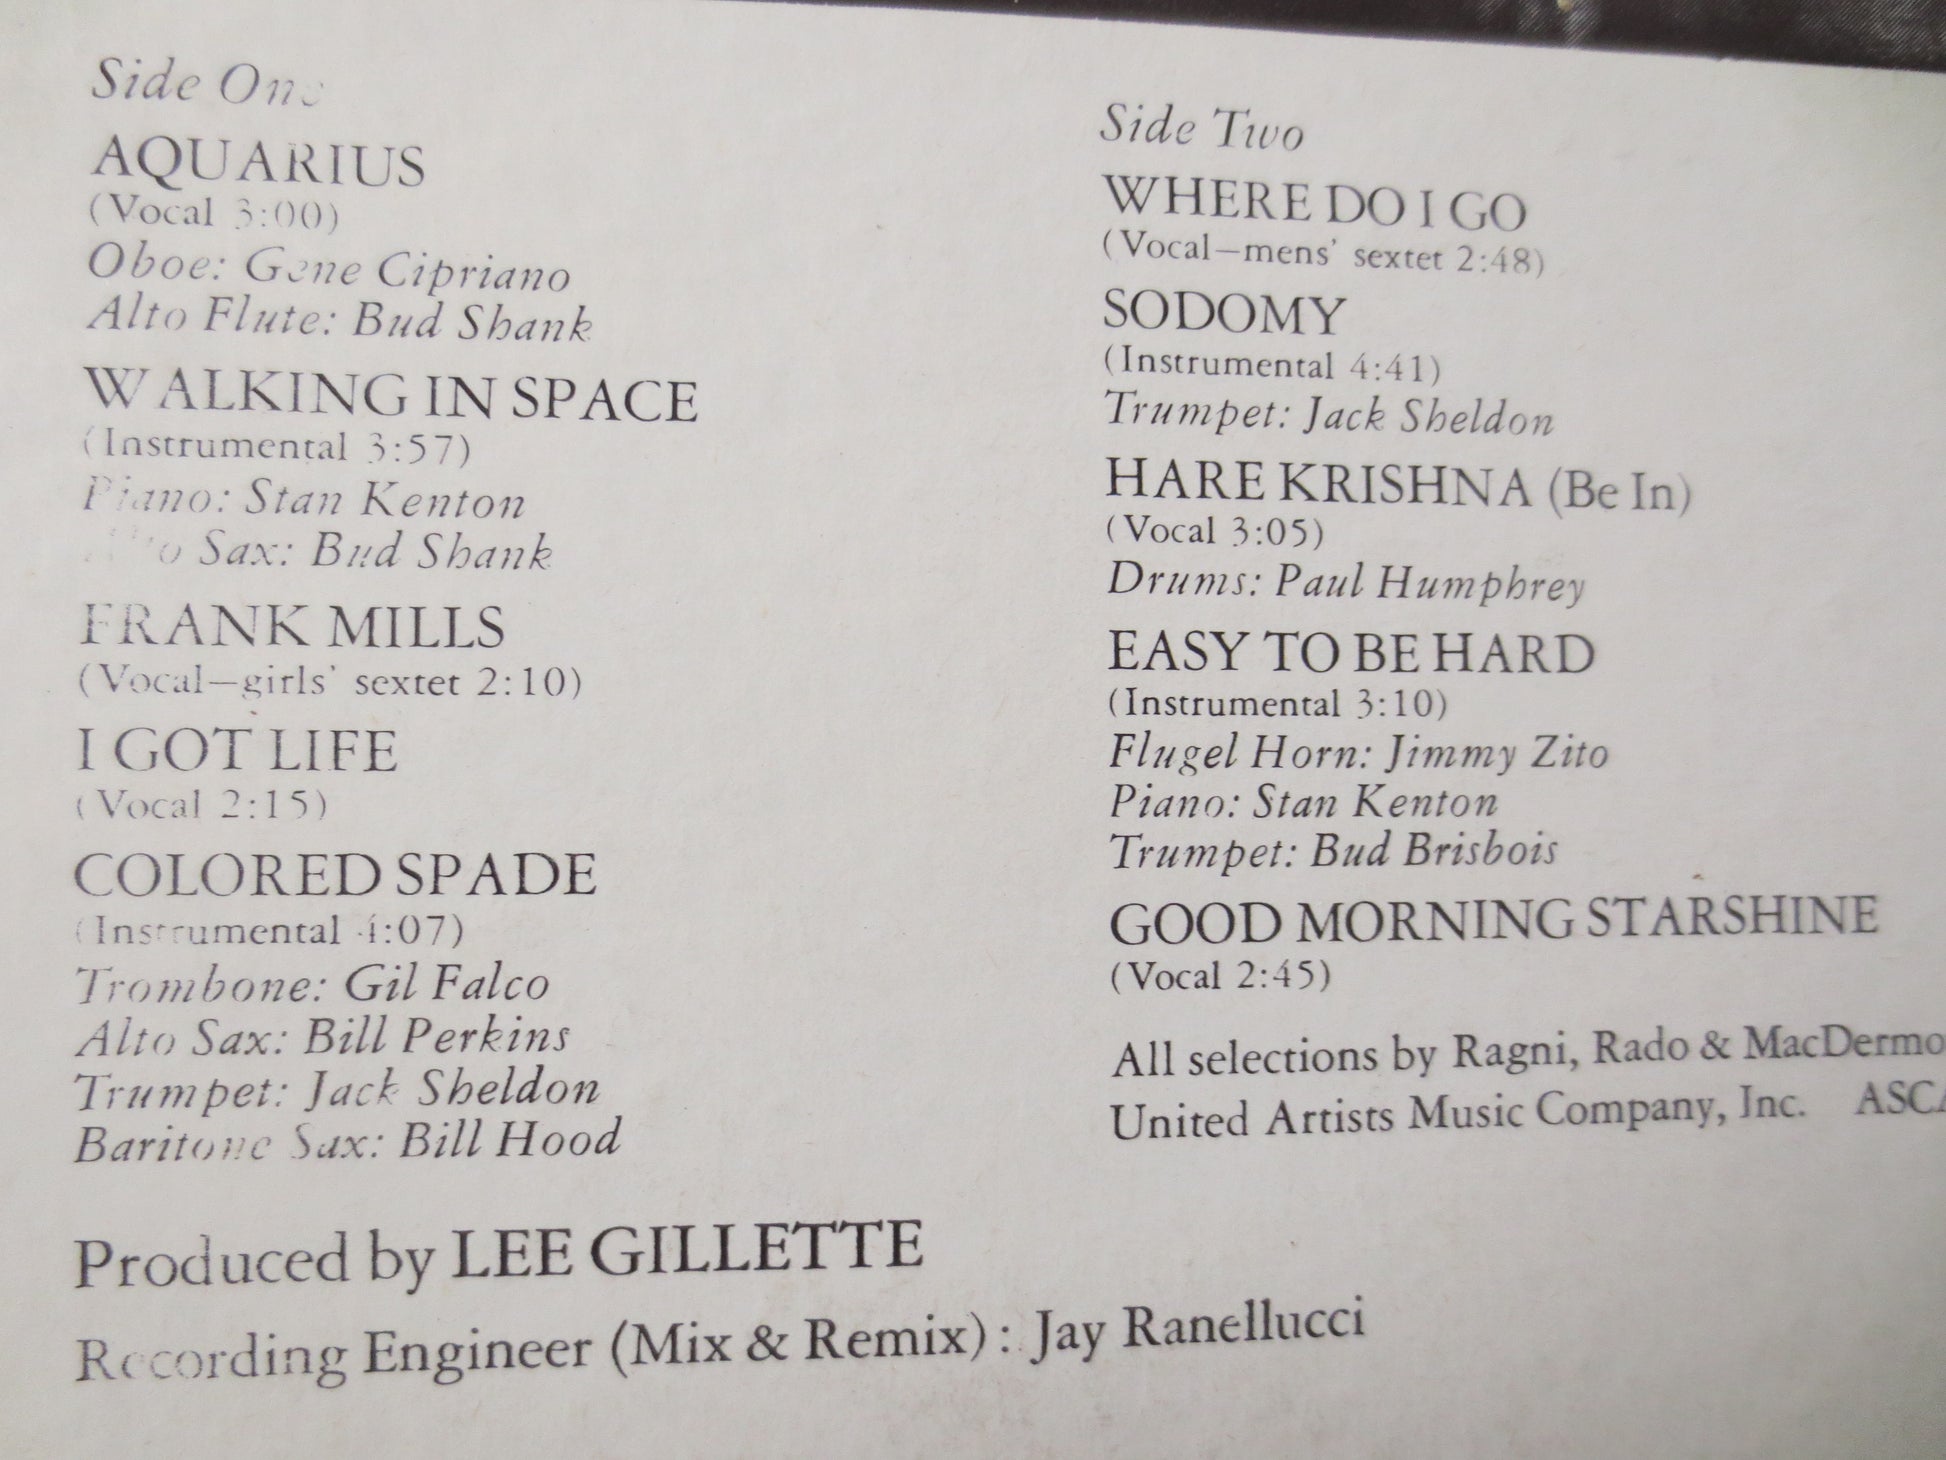 Side One
AQUARIUS
(Vocal 3:00)
Oboe: Gene Cipriano
Alto Flute: Bud Shank
WALKING IN SPACE
(Instrumental 3:57)
Piano: Stan Kenton
Alto Sax: Bud Shank
FRANK MILLS
(Vocal—girls' sextet 2:10)
I GOT LIFE
(Vocal 2:15)
COLORED SPADE
(Instrumental 4:07)
Trombone: Gil Falco
Alto Sax: Bill Perkins
Trumpet: Jack Sheldon
Baritone Sax: Bill Hood
Side Two
WHERE DO I GO
(Vocal—mens' sextet 2:48)
SODOMY
(Instrumental 4:41)
Trumpet: Jack Sheldon
HARE KRISHNA (Be In)
(Vocal 3:05)
Drums: Paul Humphrey
EASY TO BE HARD
(Instrumental 3:10)
Flugel Horn: Jimmy Zito
Piano: Stan Kenton
Trumpet: Bud Brisbois
GOOD MORNING STARSHINE
(Vocal 2:45)
All selections by Ragni, Rado & MacDermo
United Artists Music Company, Inc. ASCA
Produced by LEE GILLETTE
Recording Engineer (Mix & Remix): Jay Ranellucci